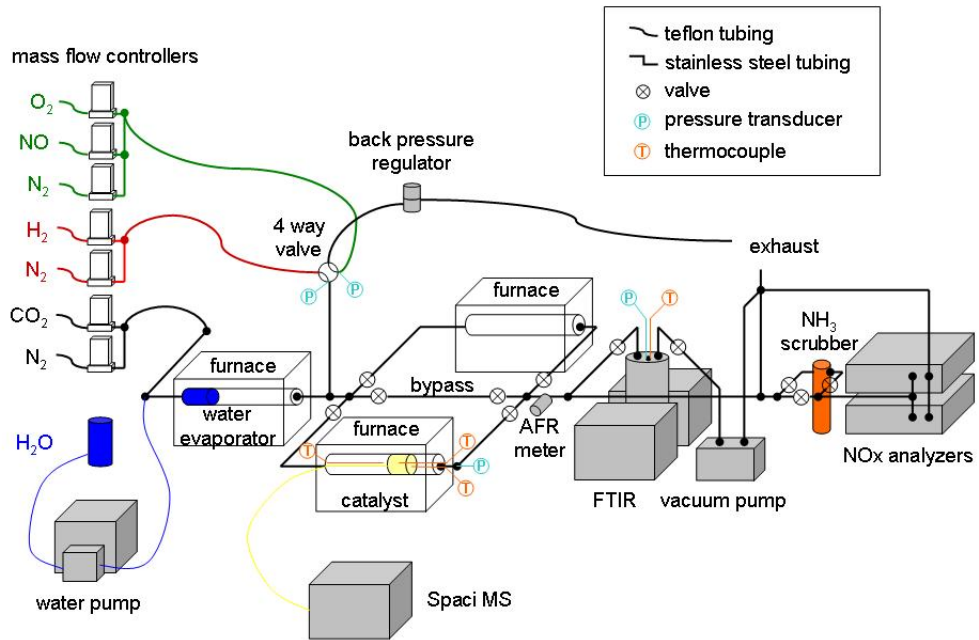 mass flow controllers
O₂
NO
N₂
H₂
N₂
CO₂
N₂
H₂O
water pump
teflon tubing
stainless steel tubing
valve
P pressure transducer
T thermocouple
back pressure
regulator
4 way
valve
P
P
exhaust
furnace
P
T
NH₃
scrubber
furnace
water
evaporator
bypass
AFR
meter
furnace
T
T
P
T
catalyst
FTIR
vacuum pump
NOx analyzers
Spaci MS